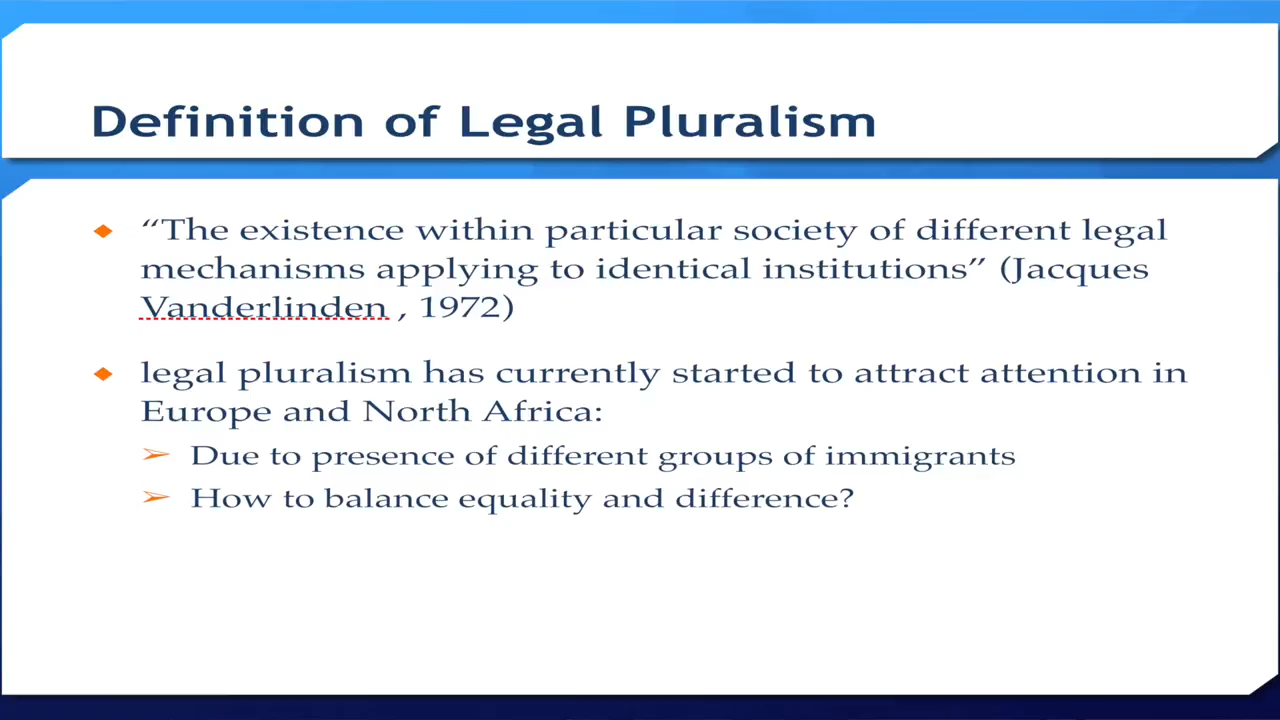 Definition of Legal Pluralism
“The existence within particular society of different legal
mechanisms applying to identical institutions” (Jacques
Vanderlinden , 1972)
legal pluralism has currently started to attract attention in
Europe and North Africa:
Due to presence of different groups of immigrants
How to balance equality and difference?